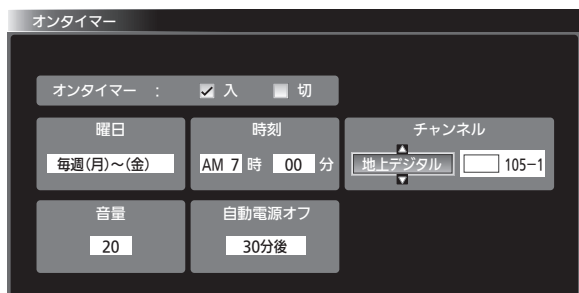 オンタイマー
オンタイマー : 入 切
曜日
毎週(月)~(金)
時刻
AM 7 時 00 分
チャンネル
地上デジタル 105-1
音量
20
自動電源オフ
30分後